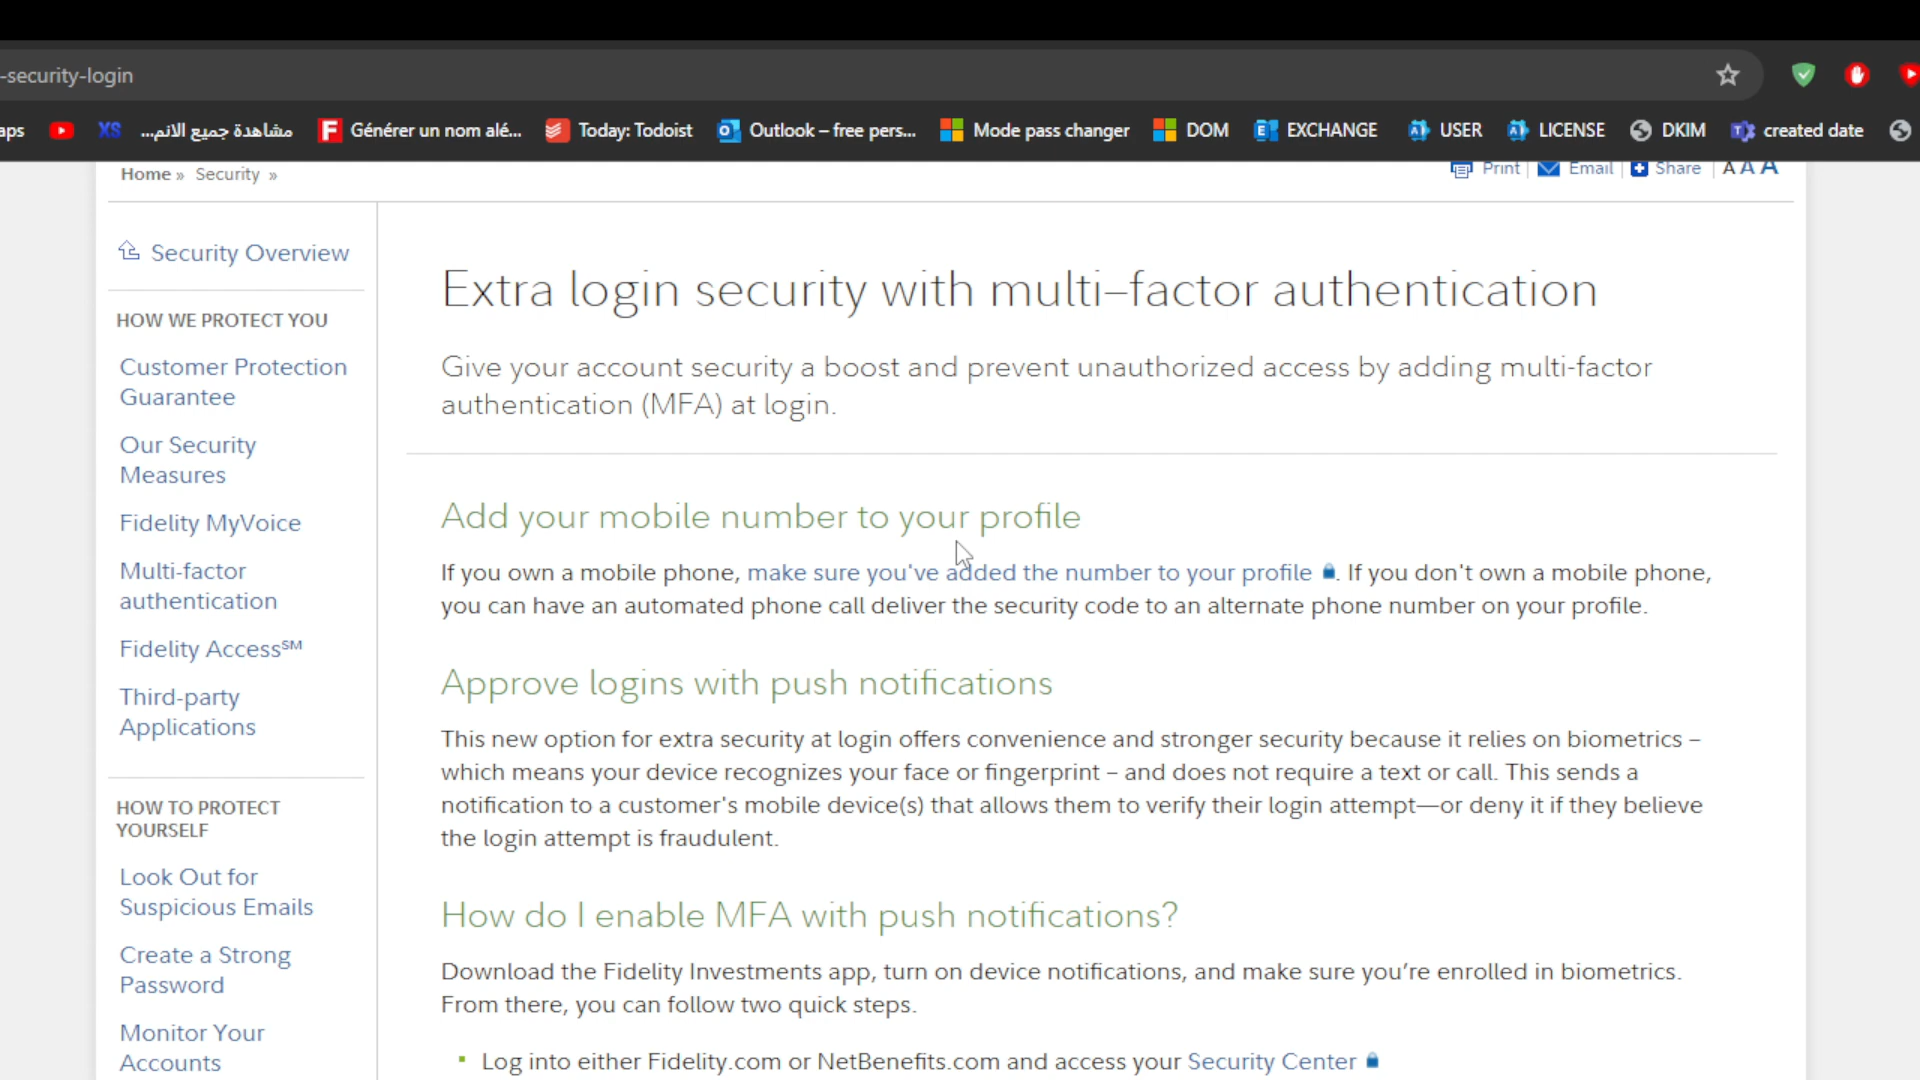 -security-login
aps
XS
مشاهدة جميع الانم...
F Générer un nom alé...
Today: Todoist
Outlook – free pers...
Mode pass changer
DOM
EXCHANGE
USER
LICENSE
DKIM
created date
Home » Security »
Print | Email | Share | A A A
Security Overview
HOW WE PROTECT YOU
Customer Protection
Guarantee
Our Security
Measures
Fidelity MyVoice
Multi-factor
authentication
Fidelity Access℠
Third-party
Applications
HOW TO PROTECT
YOURSELF
Look Out for
Suspicious Emails
Create a Strong
Password
Monitor Your
Accounts
Extra login security with multi–factor authentication
Give your account security a boost and prevent unauthorized access by adding multi-factor
authentication (MFA) at login.
Add your mobile number to your profile
If you own a mobile phone, make sure you've added the number to your profile . If you don't own a mobile phone,
you can have an automated phone call deliver the security code to an alternate phone number on your profile.
Approve logins with push notifications
This new option for extra security at login offers convenience and stronger security because it relies on biometrics –
which means your device recognizes your face or fingerprint – and does not require a text or call. This sends a
notification to a customer's mobile device(s) that allows them to verify their login attempt—or deny it if they believe
the login attempt is fraudulent.
How do I enable MFA with push notifications?
Download the Fidelity Investments app, turn on device notifications, and make sure you’re enrolled in biometrics.
From there, you can follow two quick steps.
▪ Log into either Fidelity.com or NetBenefits.com and access your Security Center